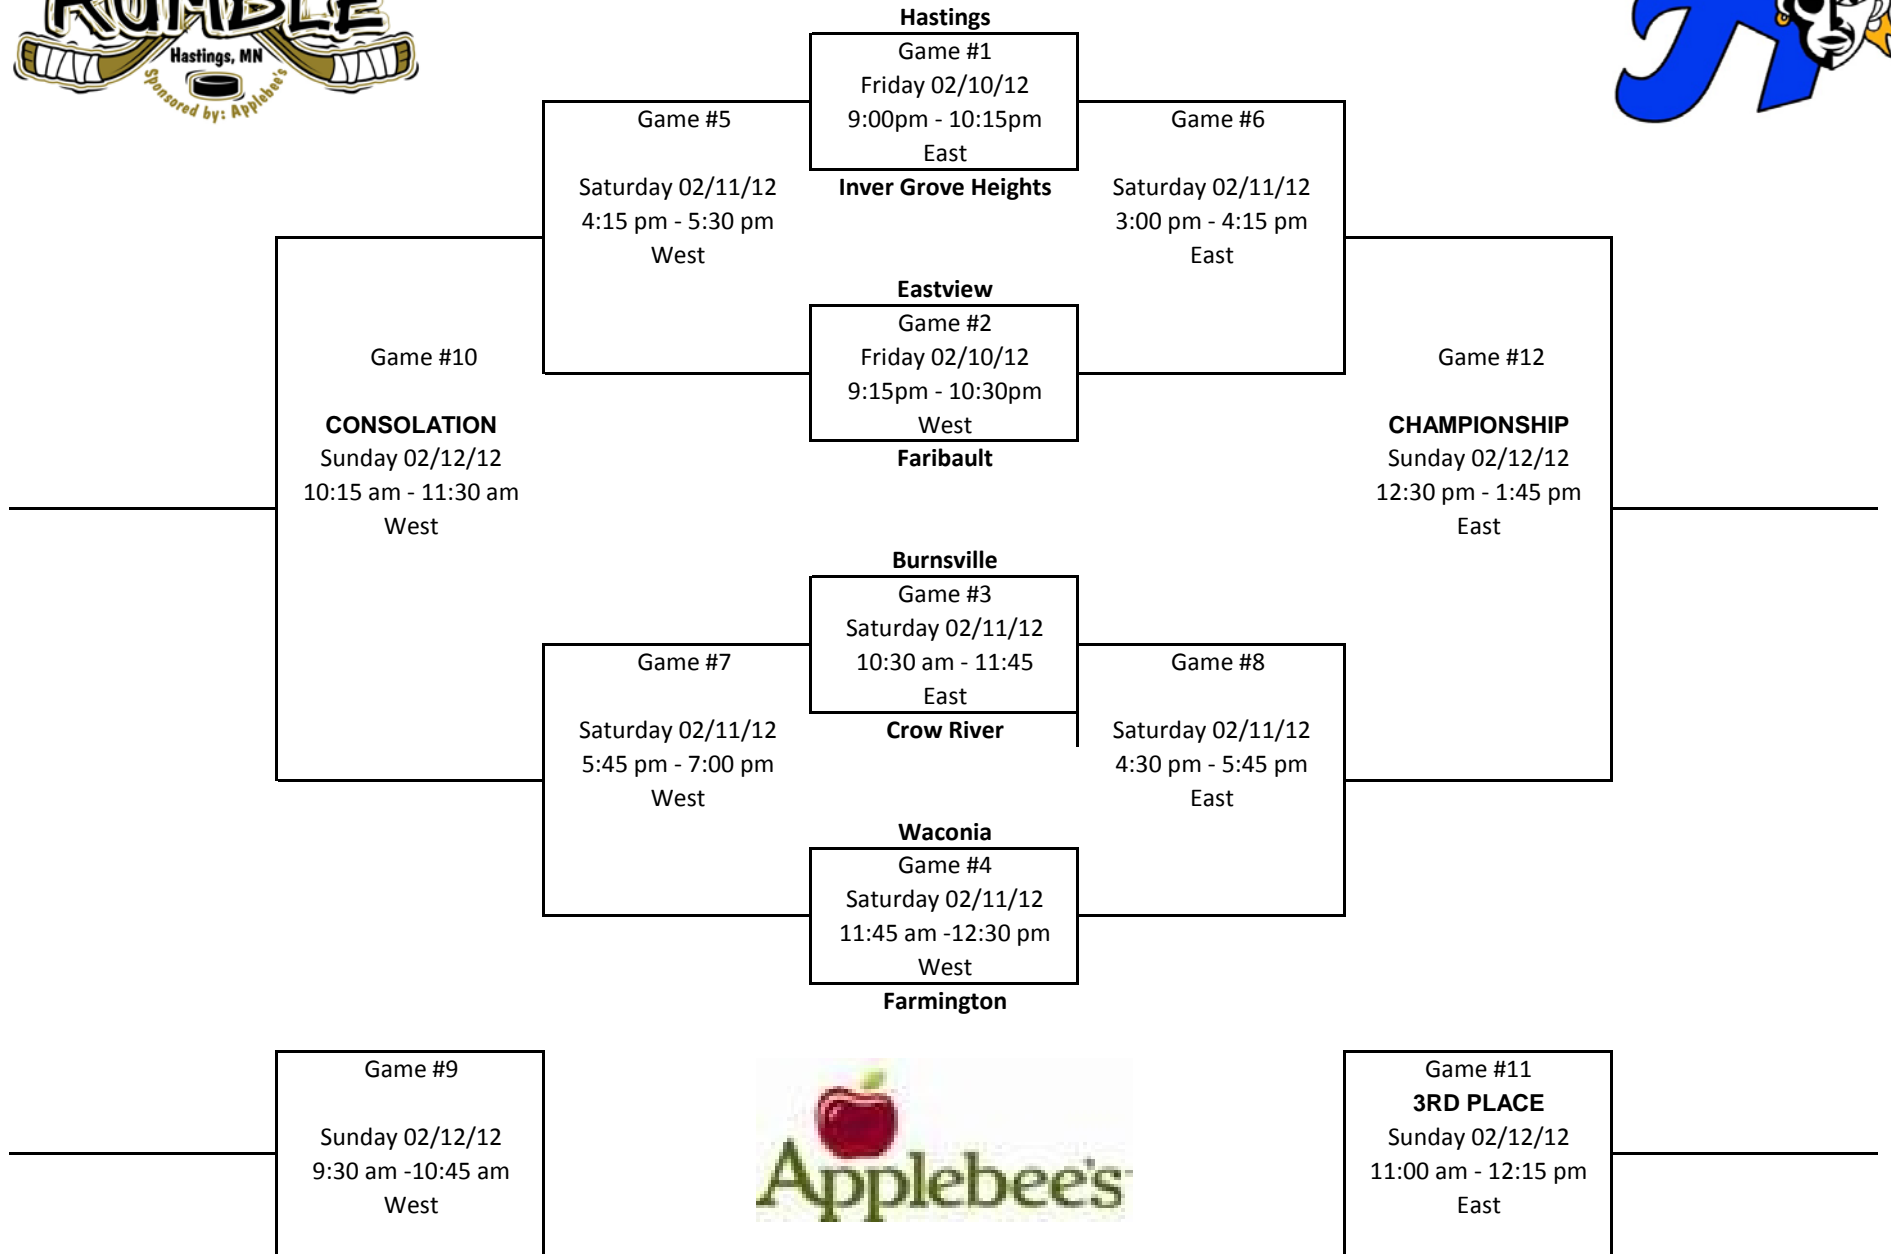 RUMBLE
Hastings, MN
Sponsored by: Applebee's
Hastings
Game #1
Friday 02/10/12
9:00pm - 10:15pm
East
Inver Grove Heights
Game #5
Saturday 02/11/12
4:15 pm - 5:30 pm
West
Game #6
Saturday 02/11/12
3:00 pm - 4:15 pm
East
Eastview
Game #2
Friday 02/10/12
9:15pm - 10:30pm
West
Faribault
Game #10
CONSOLATION
Sunday 02/12/12
10:15 am - 11:30 am
West
Game #12
CHAMPIONSHIP
Sunday 02/12/12
12:30 pm - 1:45 pm
East
Burnsville
Game #3
Saturday 02/11/12
10:30 am - 11:45
East
Crow River
Game #7
Saturday 02/11/12
5:45 pm - 7:00 pm
West
Game #8
Saturday 02/11/12
4:30 pm - 5:45 pm
East
Waconia
Game #4
Saturday 02/11/12
11:45 am -12:30 pm
West
Farmington
Game #9
Sunday 02/12/12
9:30 am -10:45 am
West
Applebee's
Game #11
3RD PLACE
Sunday 02/12/12
11:00 am - 12:15 pm
East